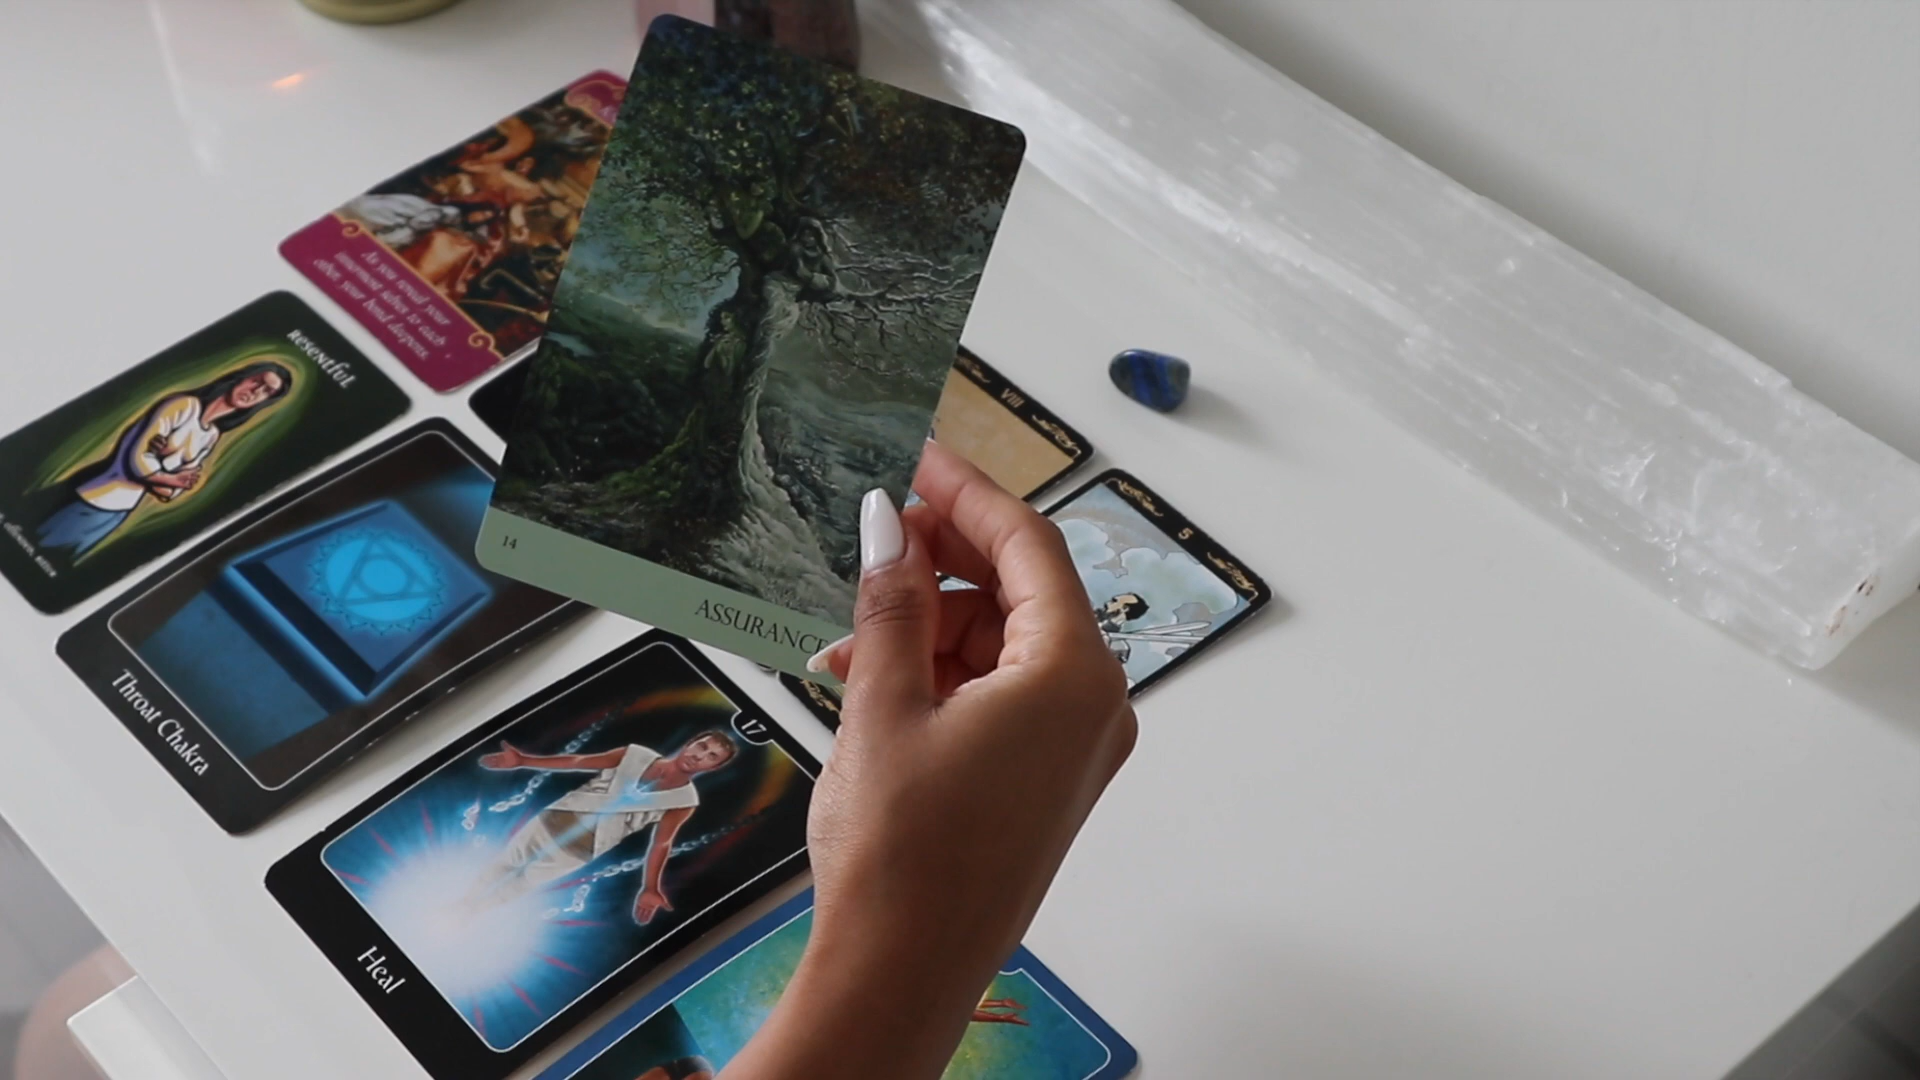 As you reveal your
innermost selves to each
other, your bond deepens.
RESENTFUL
VIII
5
14
ASSURANCE
Throat Chakra
17
Heal